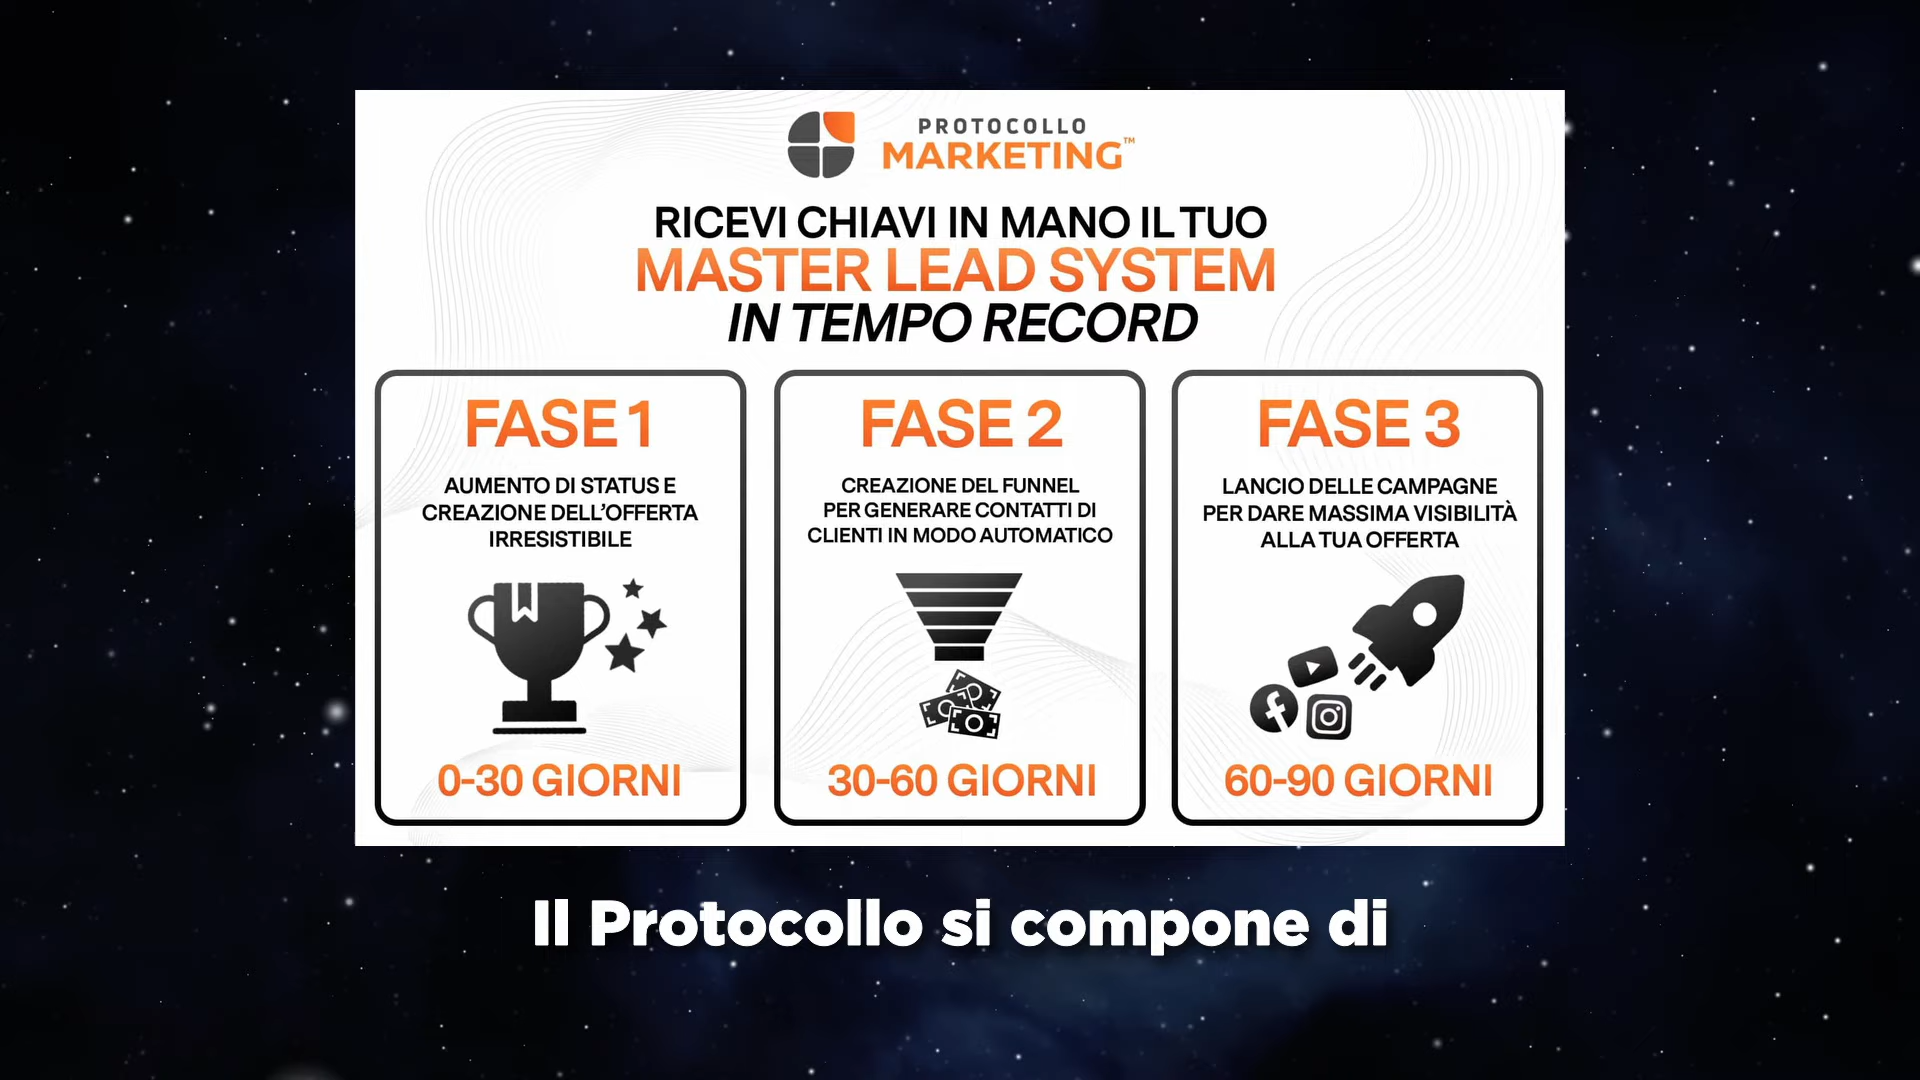 PROTOCOLLO
MARKETING™
RICEVI CHIAVI IN MANO IL TUO
MASTER LEAD SYSTEM
IN TEMPO RECORD
FASE 1
AUMENTO DI STATUS E
CREAZIONE DELL'OFFERTA
IRRESISTIBILE
0-30 GIORNI
FASE 2
CREAZIONE DEL FUNNEL
PER GENERARE CONTATTI DI
CLIENTI IN MODO AUTOMATICO
30-60 GIORNI
FASE 3
LANCIO DELLE CAMPAGNE
PER DARE MASSIMA VISIBILITÀ
ALLA TUA OFFERTA
60-90 GIORNI
Il Protocollo si compone di